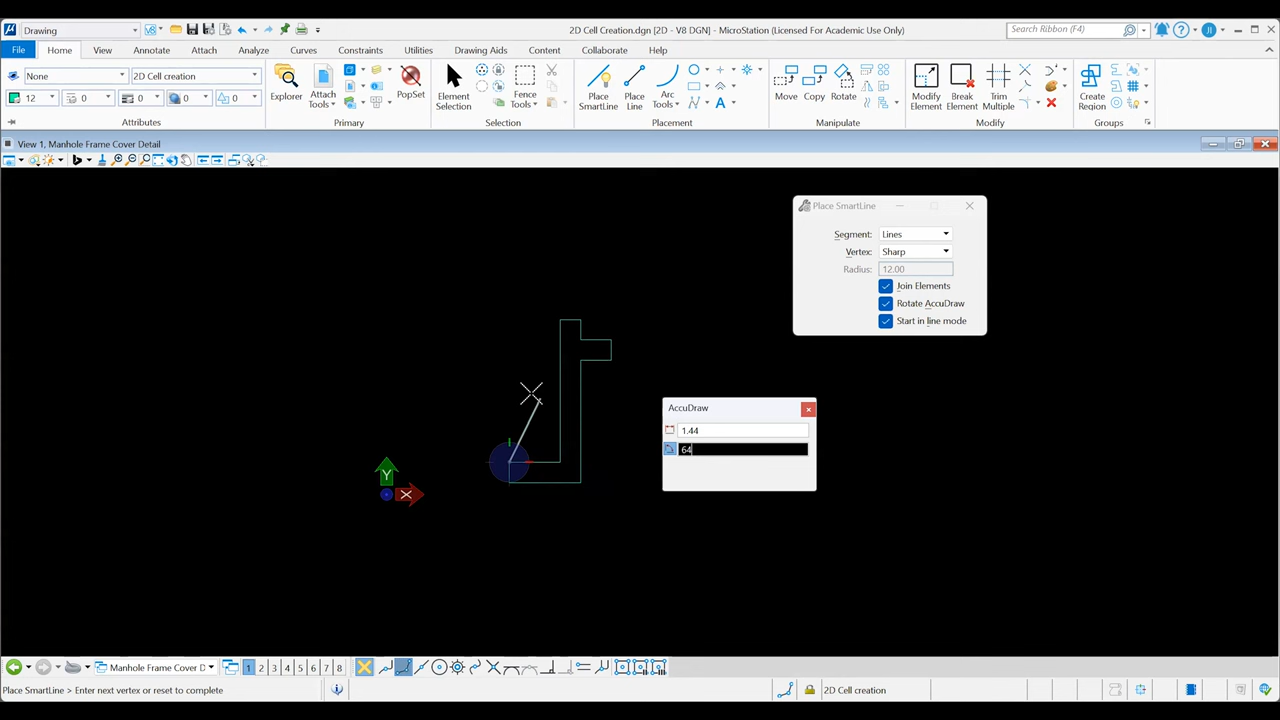 Drawing
2D Cell Creation.dgn [2D - V8 DGN] - MicroStation (Licensed For Academic Use Only)
Search Ribbon (F4)
JI
File Home View Annotate Attach Analyze Curves Constraints Utilities Drawing Aids Content Collaborate Help
None
2D Cell creation
12
0
0
0
0
Attributes
Explorer
Attach Tools
PopSet
Primary
Element Selection
Fence Tools
Selection
Place SmartLine
Place Line
Arc Tools
Placement
Move
Copy
Rotate
Manipulate
Modify Element
Break Element
Trim Multiple
Modify
Create Region
Groups
View 1, Manhole Frame Cover Detail
Place SmartLine
Segment: Lines
Vertex: Sharp
Radius: 12.00
Join Elements
Rotate AccuDraw
Start in line mode
AccuDraw
1.44
64
Y
X
Manhole Frame Cover D
1 2 3 4 5 6 7 8
Place SmartLine > Enter next vertex or reset to complete
2D Cell creation